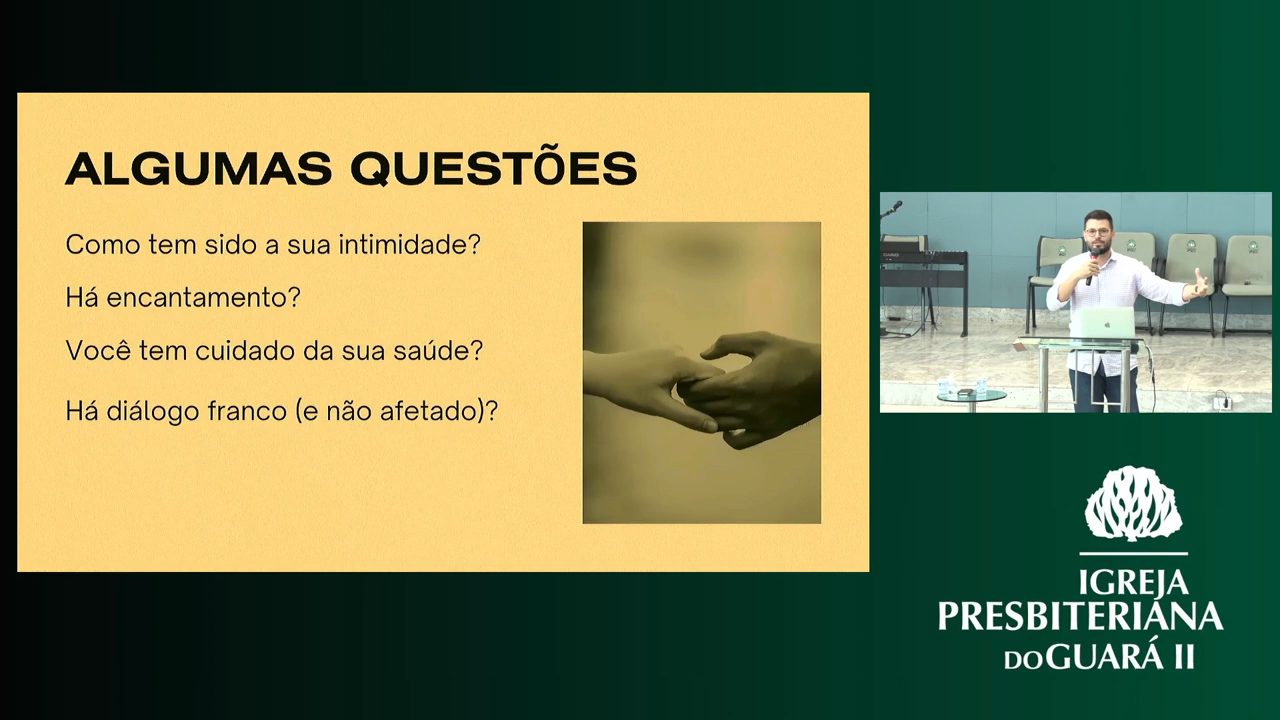 ALGUMAS QUESTÕES
Como tem sido a sua intimidade?
Há encantamento?
Você tem cuidado da sua saúde?
Há diálogo franco (e não afetado)?
IGREJA
PRESBITERIANA
DO GUARÁ II